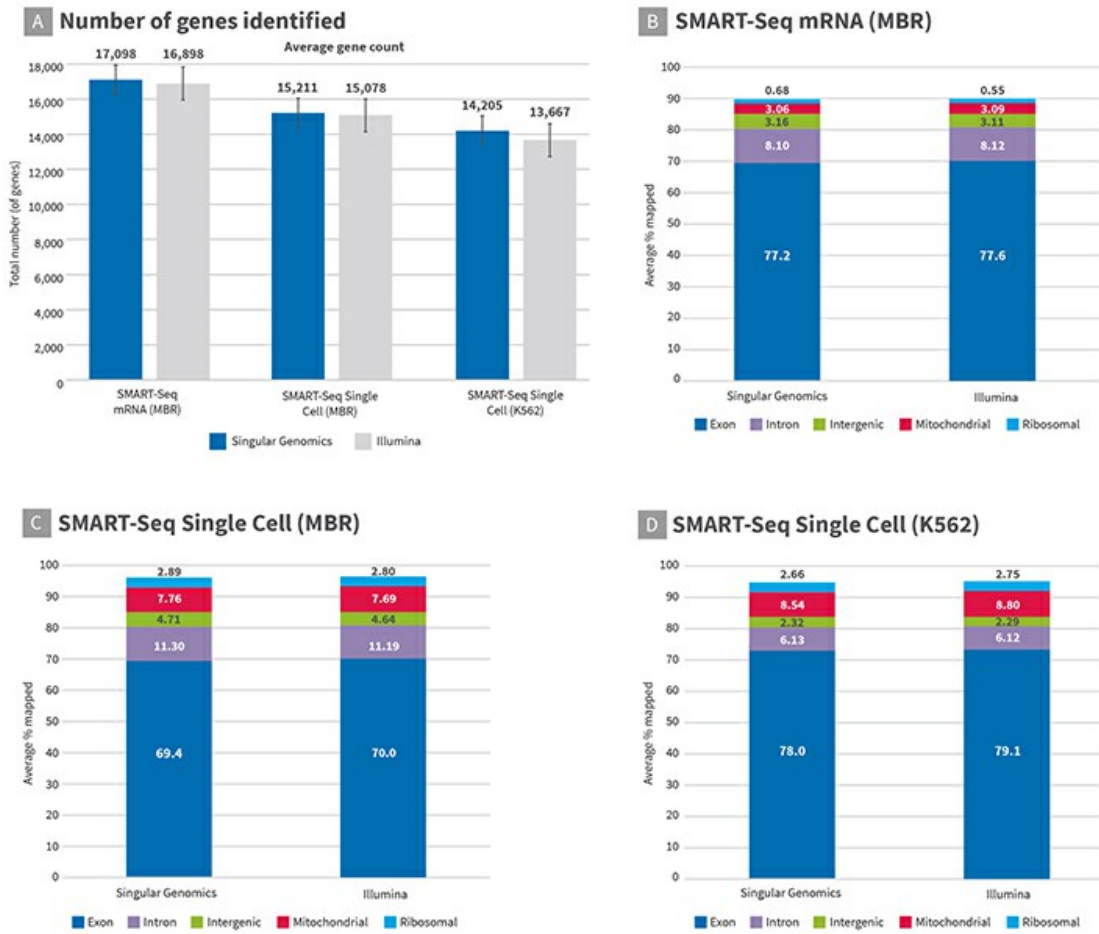 A Number of genes identified
Average gene count
17,098 16,898
15,211 15,078
14,205 13,667
18,000
16,000
14,000
12,000
10,000
8,000
6,000
4,000
2,000
0
Total number (of genes)
SMART-Seq
mRNA (MBR)
SMART-Seq Single
Cell (MBR)
SMART-Seq Single
Cell (K562)
Singular Genomics Illumina
B SMART-Seq mRNA (MBR)
100
90
80
70
60
50
40
30
20
10
0
Average % mapped
0.68 0.55
3.06 3.09
3.16 3.11
8.10 8.12
77.2 77.6
Singular Genomics Illumina
Exon Intron Intergenic Mitochondrial Ribosomal
C SMART-Seq Single Cell (MBR)
100
90
80
70
60
50
40
30
20
10
0
Average % mapped
2.89 2.80
7.76 7.69
4.71 4.64
11.30 11.19
69.4 70.0
Singular Genomics Illumina
Exon Intron Intergenic Mitochondrial Ribosomal
D SMART-Seq Single Cell (K562)
100
90
80
70
60
50
40
30
20
10
0
Average % mapped
2.66 2.75
8.54 8.80
2.32 2.29
6.13 6.12
78.0 79.1
Singular Genomics Illumina
Exon Intron Intergenic Mitochondrial Ribosomal